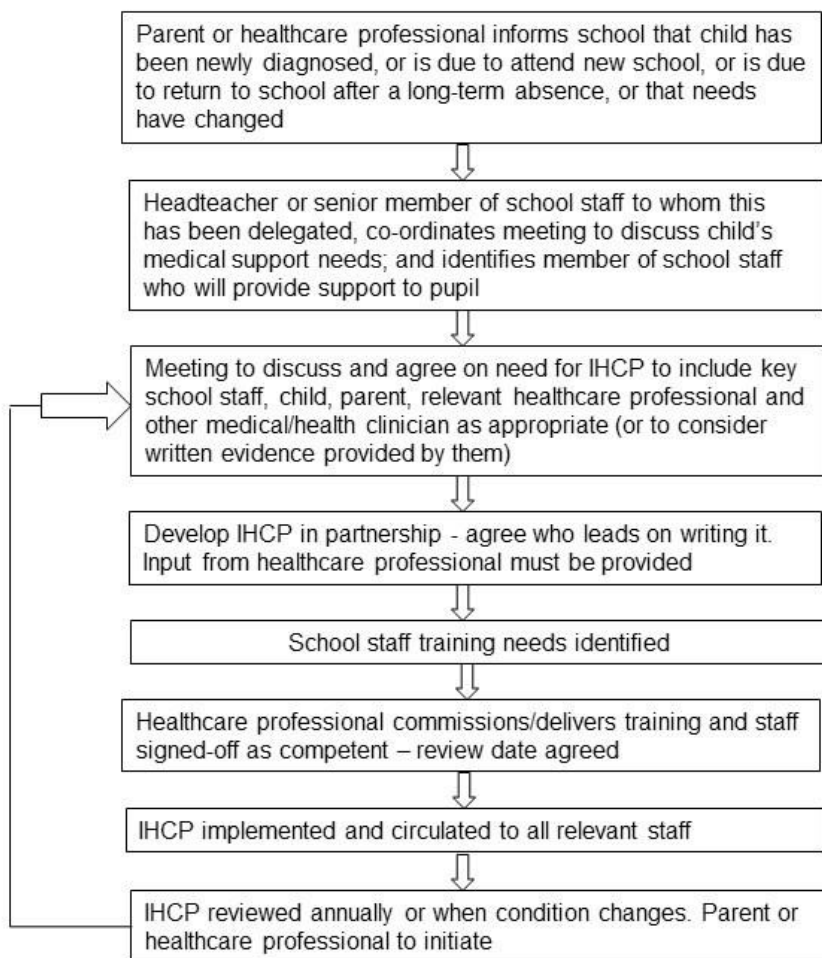 Parent or healthcare professional informs school that child has
been newly diagnosed, or is due to attend new school, or is due
to return to school after a long-term absence, or that needs
have changed
Headteacher or senior member of school staff to whom this
has been delegated, co-ordinates meeting to discuss child's
medical support needs; and identifies member of school staff
who will provide support to pupil
Meeting to discuss and agree on need for IHCP to include key
school staff, child, parent, relevant healthcare professional and
other medical/health clinician as appropriate (or to consider
written evidence provided by them)
Develop IHCP in partnership - agree who leads on writing it.
Input from healthcare professional must be provided
School staff training needs identified
Healthcare professional commissions/delivers training and staff
signed-off as competent – review date agreed
IHCP implemented and circulated to all relevant staff
IHCP reviewed annually or when condition changes. Parent or
healthcare professional to initiate